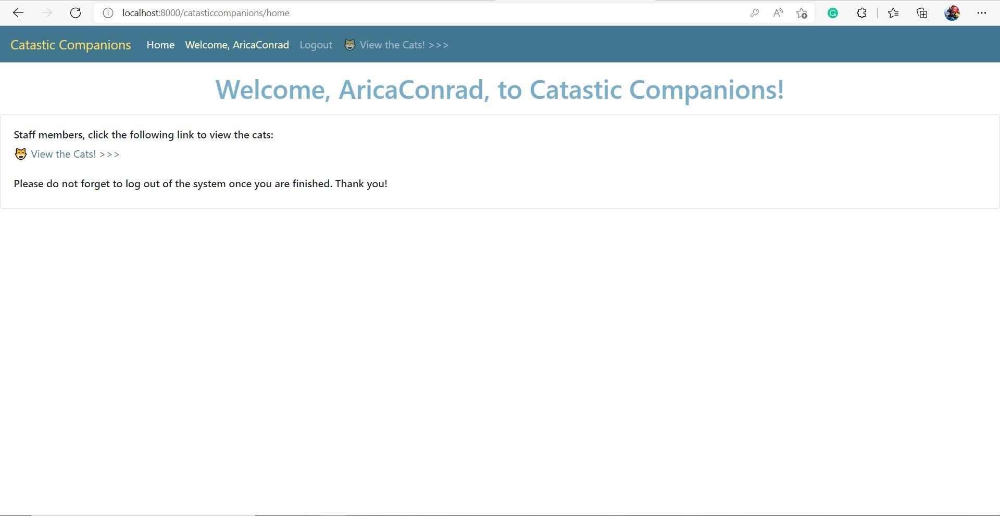 localhost:8000/catasticcompanions/home
Catastic Companions Home Welcome, AricaConrad Logout 😸 View the Cats! >>>
Welcome, AricaConrad, to Catastic Companions!
Staff members, click the following link to view the cats:
😸 View the Cats! >>>
Please do not forget to log out of the system once you are finished. Thank you!